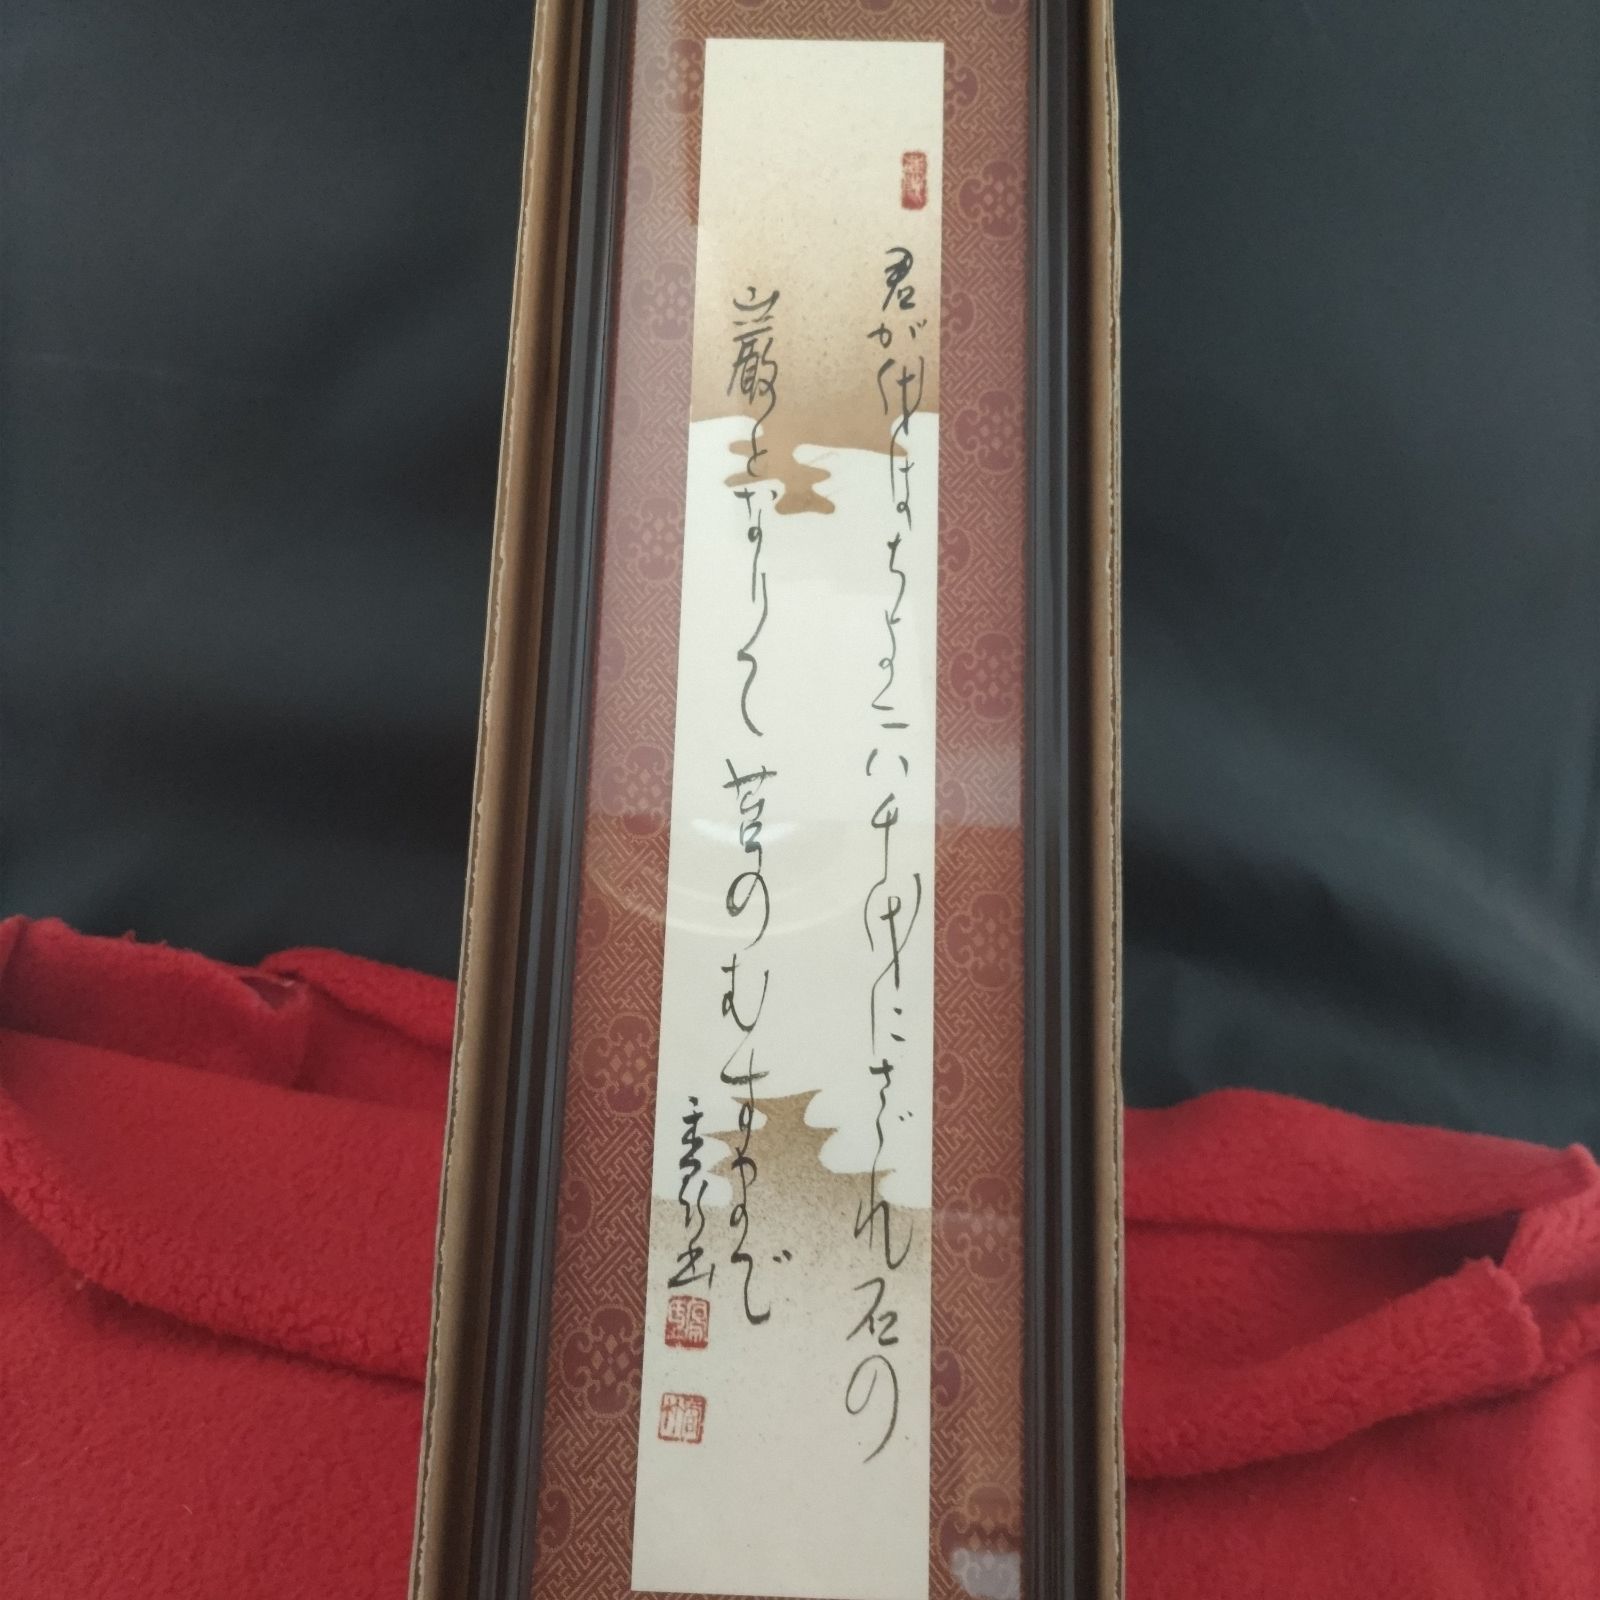 君が代はちよに八千代にさざれ石の
巌となりて苔のむすまで